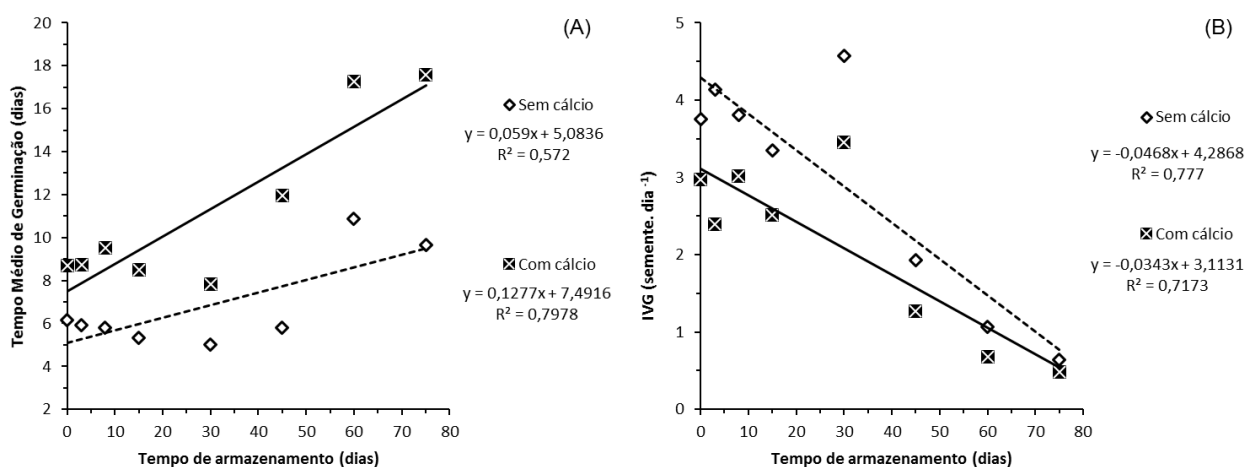 (A)
Tempo Médio de Germinação (dias)
20
18
16
14
12
10
8
6
4
2
0 10 20 30 40 50 60 70 80
Tempo de armazenamento (dias)
Sem cálcio
y = 0,059x + 5,0836
R² = 0,572
Com cálcio
y = 0,1277x + 7,4916
R² = 0,7978
(B)
IVG (semente. dia ⁻¹)
5
4
3
2
1
0
0 10 20 30 40 50 60 70 80
Tempo de armazenamento (dias)
Sem cálcio
y = -0,0468x + 4,2868
R² = 0,777
Com cálcio
y = -0,0343x + 3,1131
R² = 0,7173